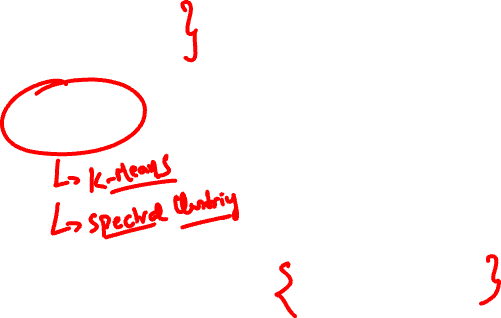 }
↳ K-Means
↳ Spectral Clustering
{ }